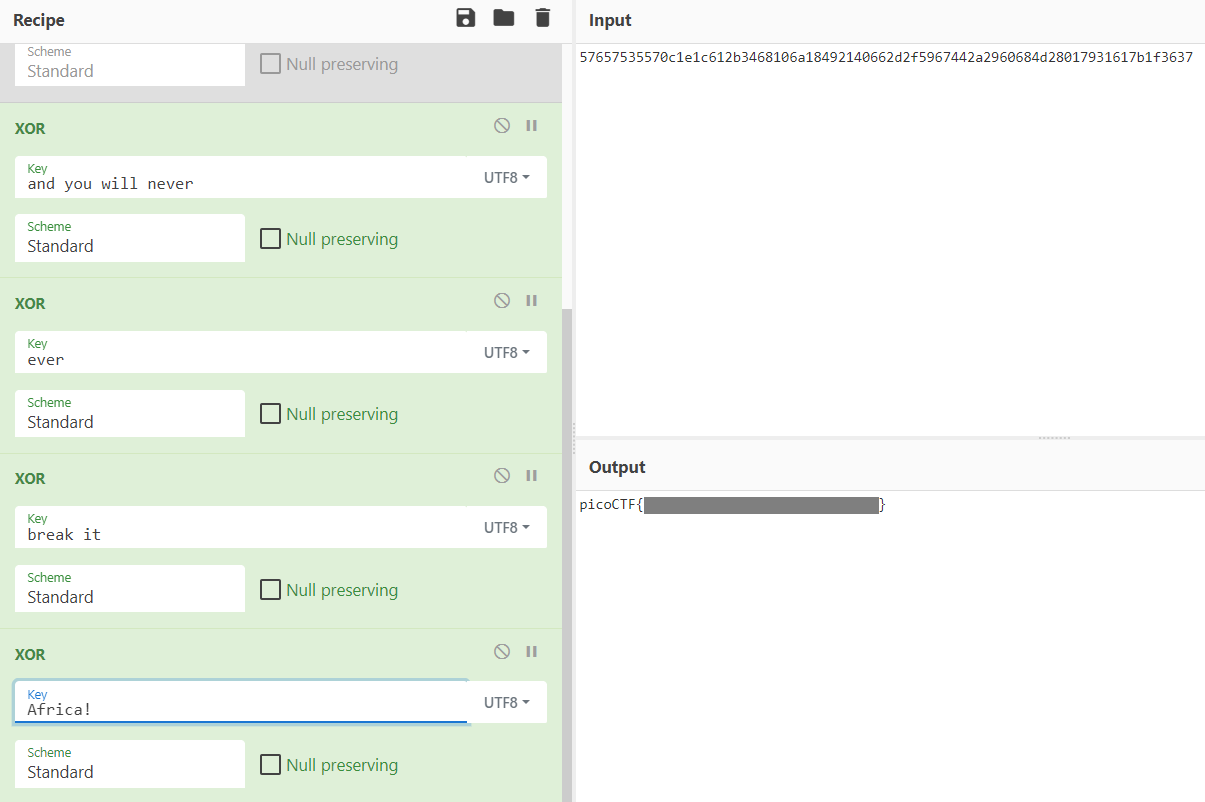 Recipe
Scheme
Standard
Null preserving
XOR
Key
and you will never
UTF8
Scheme
Standard
Null preserving
XOR
Key
ever
UTF8
Scheme
Standard
Null preserving
XOR
Key
break it
UTF8
Scheme
Standard
Null preserving
XOR
Key
Africa!
UTF8
Scheme
Standard
Null preserving
Input
57657535570c1e1c612b3468106a18492140662d2f5967442a2960684d28017931617b1f3637
Output
picoCTF{ }